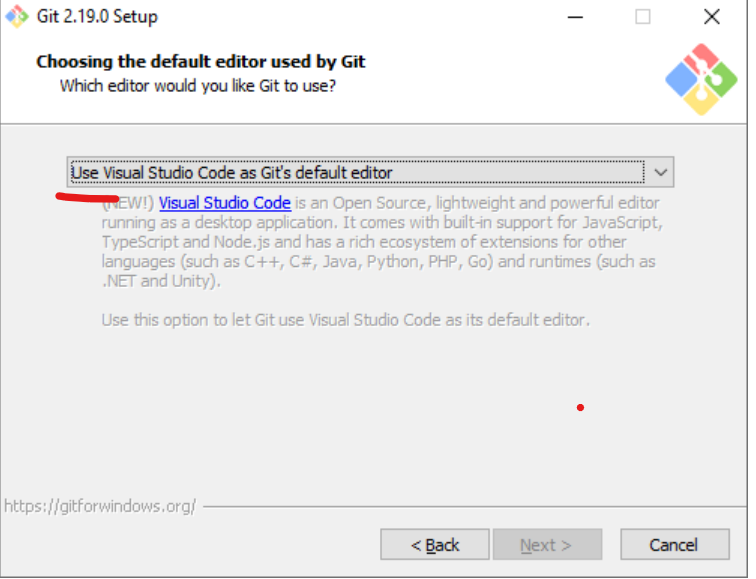 Git 2.19.0 Setup
Choosing the default editor used by Git
Which editor would you like Git to use?
Use Visual Studio Code as Git's default editor
(NEW!) Visual Studio Code is an Open Source, lightweight and powerful editor
running as a desktop application. It comes with built-in support for JavaScript,
TypeScript and Node.js and has a rich ecosystem of extensions for other
languages (such as C++, C#, Java, Python, PHP, Go) and runtimes (such as
.NET and Unity).
Use this option to let Git use Visual Studio Code as its default editor.
https://gitforwindows.org/
< Back
Next >
Cancel